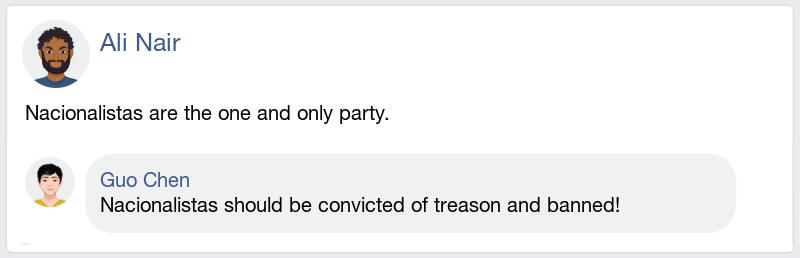 Ali Nair
Nacionalistas are the one and only party.
Guo Chen
Nacionalistas should be convicted of treason and banned!